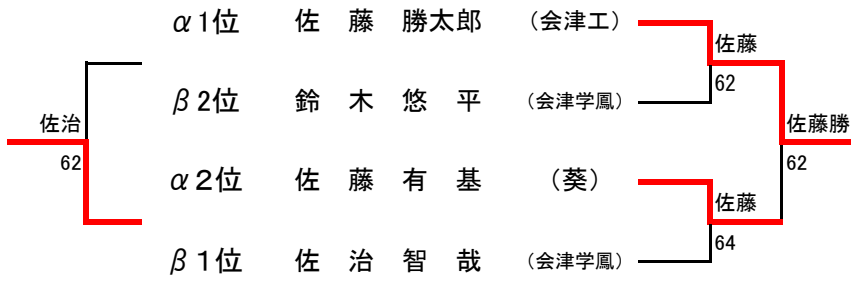 α1位 佐 藤 勝太郎 (会津工)
佐藤
62
β2位 鈴 木 悠 平 (会津学鳳)
佐治
62
佐藤勝
62
α2位 佐 藤 有 基 (葵)
佐藤
64
β1位 佐 治 智 哉 (会津学鳳)